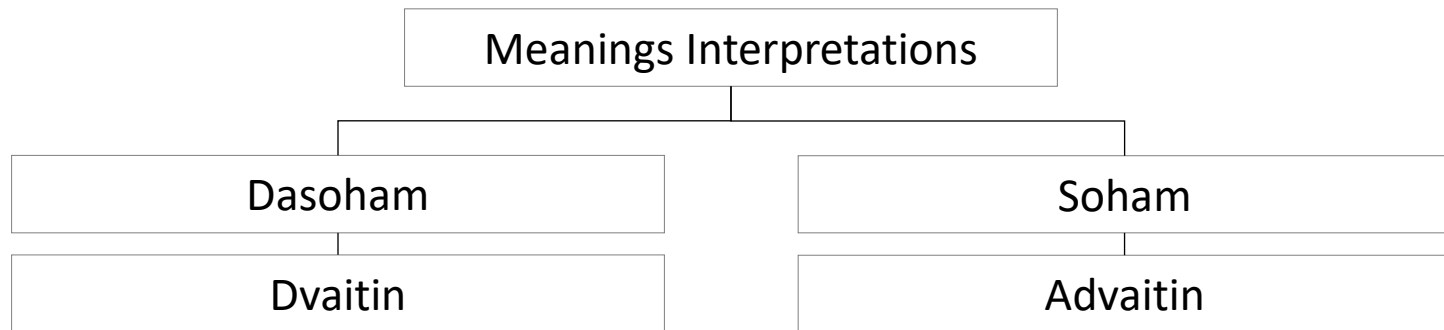 Meanings Interpretations
Dasoham
Soham
Dvaitin
Advaitin